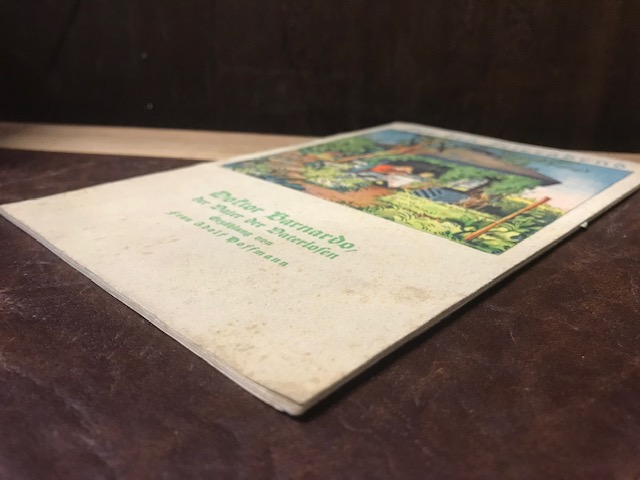 Doktor Barnardo/
der Vater der Vaterlosen
Erzählung von
Frau Adolf Hoffmann